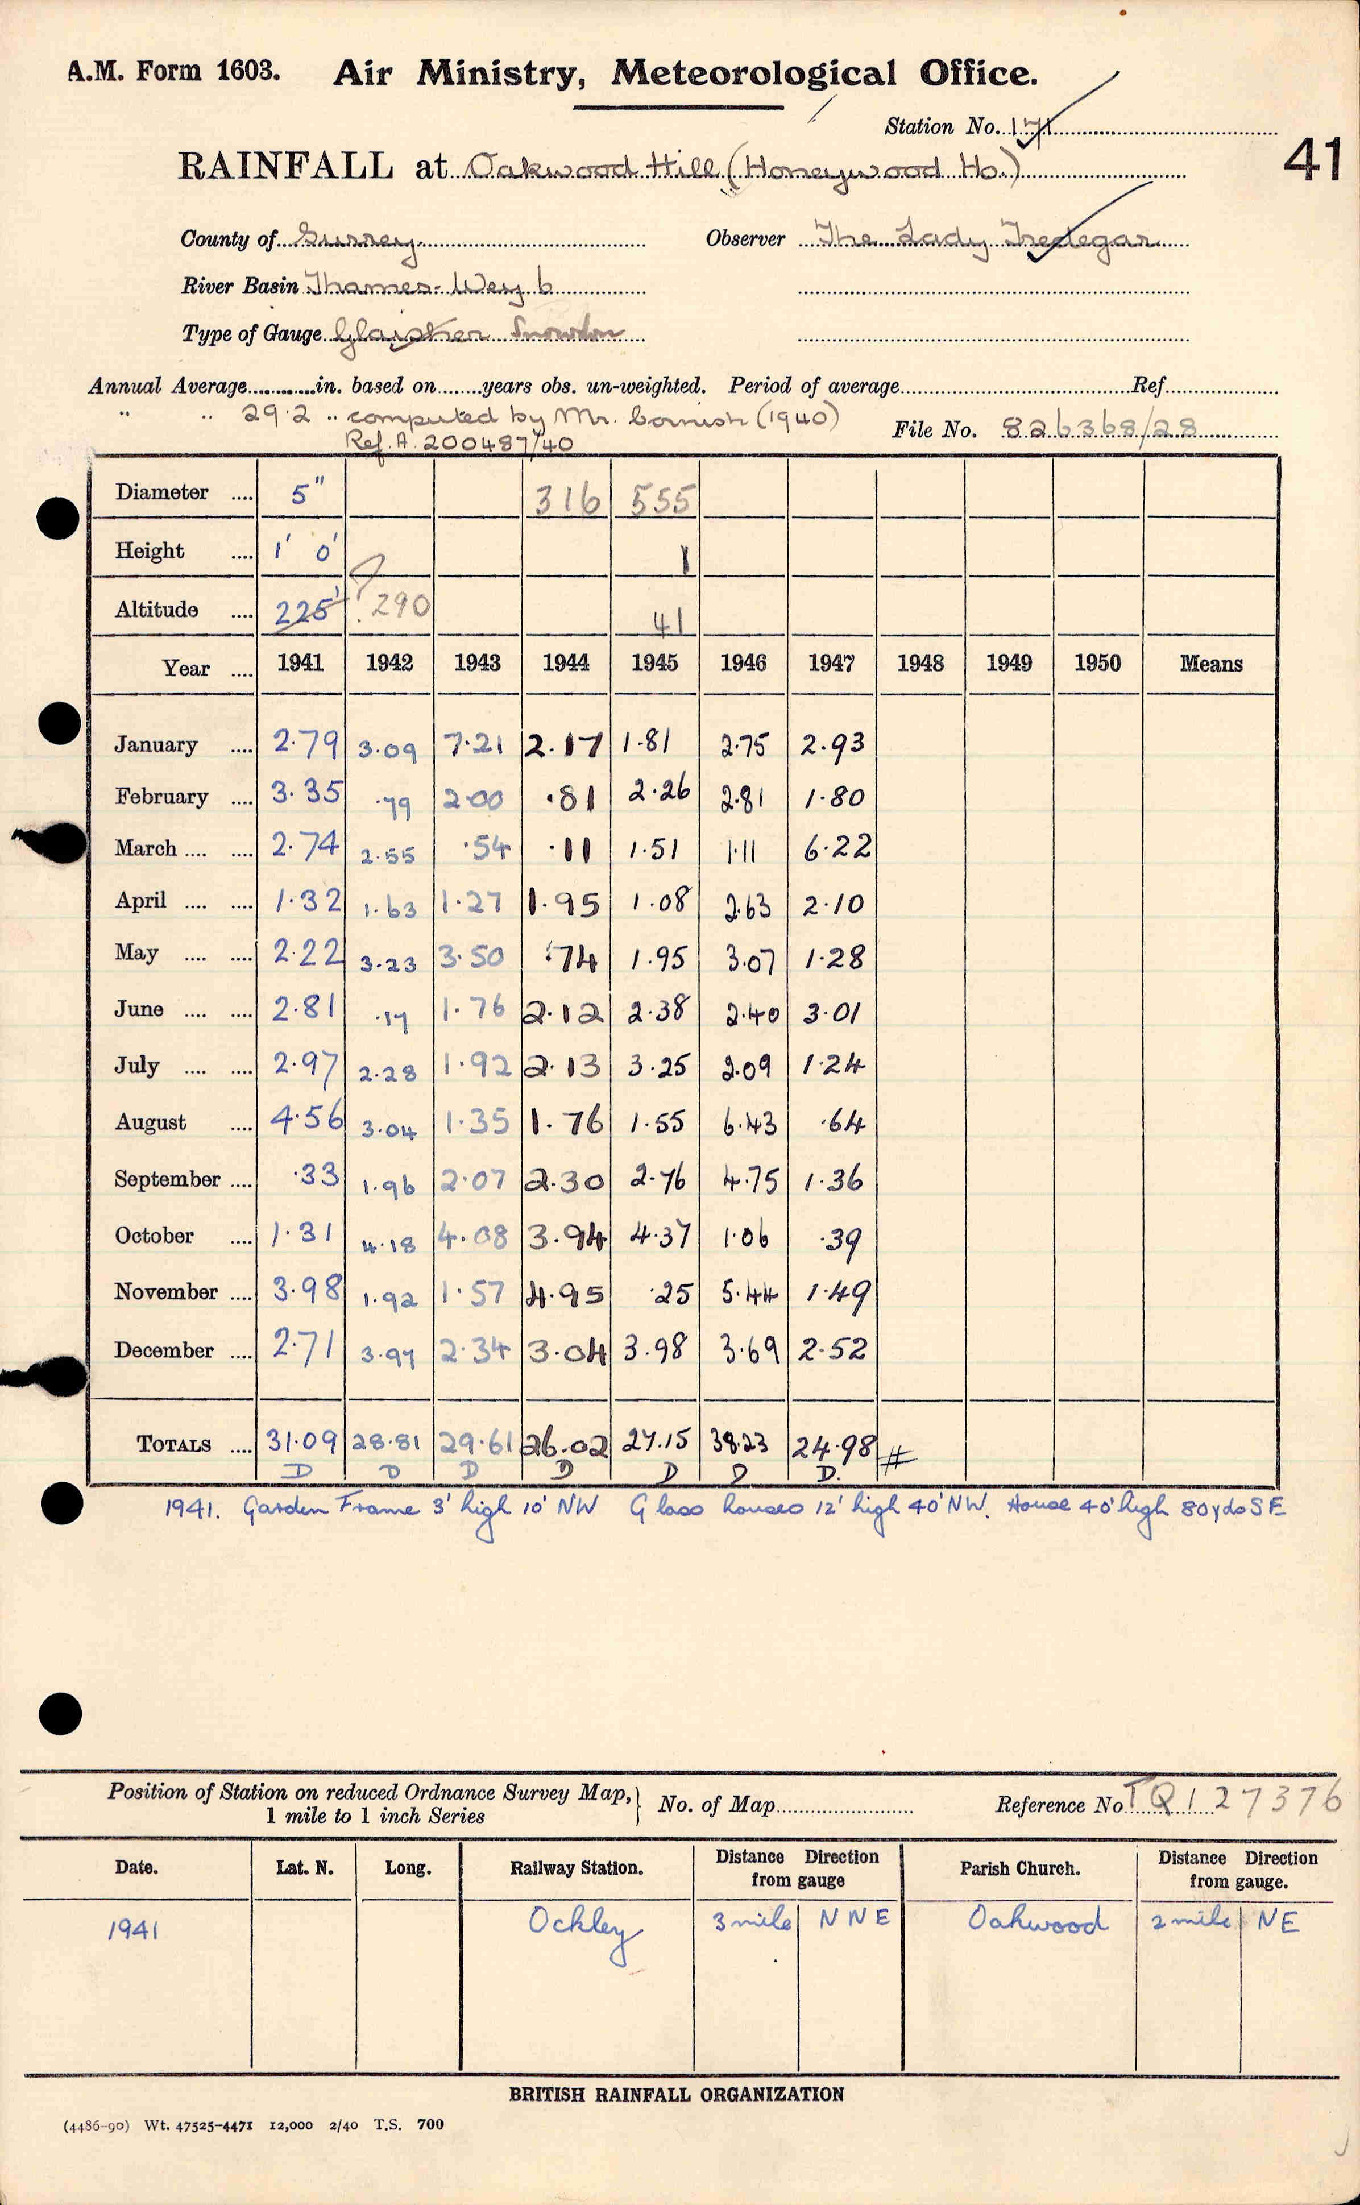 A.M. Form 1603. Air Ministry, Meteorological Office.
Station No. 171
41
RAINFALL at Oakwood Hill (Honeywood Ho.)
County of Surrey. Observer The Lady Tredegar
River Basin Thames-Wey b
Type of Gauge Glaisher Snowdon
Annual Average............in. based on.......years obs. un-weighted. Period of average....................Ref....................
" " 29.2 " computed by Mr. Cornish (1940)
Ref. A.200487/40 File No. 826368/28
Diameter .... 5" 316 555
Height .... 1' 0' 1
Altitude .... 225' ? 290 41
Year .... 1941 1942 1943 1944 1945 1946 1947 1948 1949 1950 Means
January .... 2.79 3.09 7.21 2.17 1.81 2.75 2.93
February .... 3.35 .79 2.00 .81 2.26 2.81 1.80
March .... .... 2.74 2.55 .54 .11 1.51 1.11 6.22
April .... .... 1.32 1.63 1.27 1.95 1.08 2.63 2.10
May .... .... 2.22 3.23 3.50 .74 1.95 3.07 1.28
June .... .... 2.81 .17 1.76 2.12 2.38 2.40 3.01
July .... .... 2.97 2.28 1.92 2.13 3.25 2.09 1.24
August .... 4.56 3.04 1.35 1.76 1.55 6.43 .64
September .... .33 1.96 2.07 2.30 2.76 4.75 1.36
October .... 1.31 4.18 4.08 3.94 4.37 1.06 .39
November .... 3.98 1.92 1.57 4.95 .25 5.44 1.49
December .... 2.71 3.97 2.34 3.04 3.98 3.69 2.52
TOTALS .... 31.09 28.81 29.61 26.02 27.15 38.23 24.98 #
D D D D D D D.
1941. Garden Frame 3' high 10' NW Glass houses 12' high 40' NW. House 40' high 80 yds SE
Position of Station on reduced Ordnance Survey Map, 1 mile to 1 inch Series } No. of Map.................... Reference No TQ 127376
Date. Lat. N. Long. Railway Station. Distance Direction from gauge Parish Church. Distance Direction from gauge.
1941 Ockley 3 mile NNE Oakwood 2 mile NE
BRITISH RAINFALL ORGANIZATION
(4486-90) Wt. 47525-4471 12,000 2/40 T.S. 700